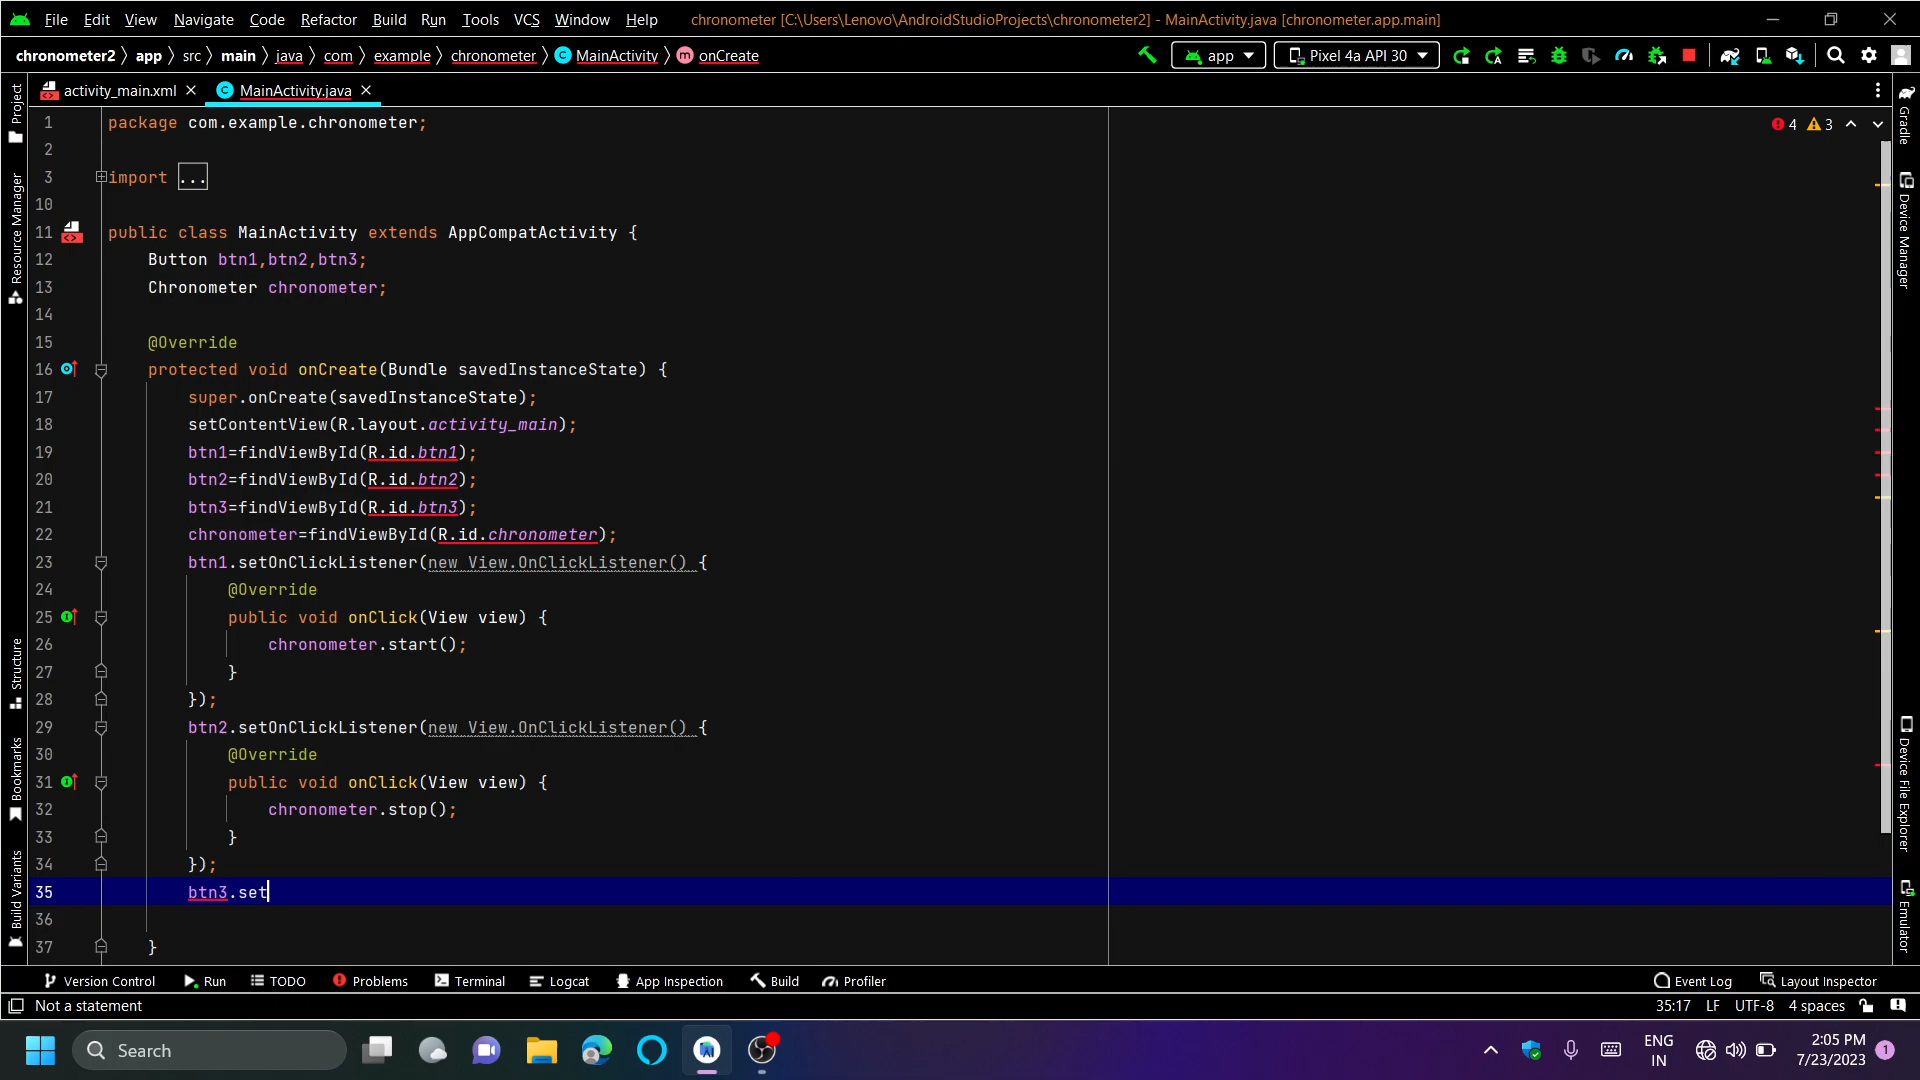 File Edit View Navigate Code Refactor Build Run Tools VCS Window Help chronometer [C:\Users\Lenovo\AndroidStudioProjects\chronometer2] - MainActivity.java [chronometer.app.main]
chronometer2 app src main java com example chronometer C MainActivity m onCreate app Pixel 4a API 30
activity_main.xml C MainActivity.java
4 3
1 package com.example.chronometer;
2
3 import ...
10
11 public class MainActivity extends AppCompatActivity {
12 Button btn1,btn2,btn3;
13 Chronometer chronometer;
14
15 @Override
16 protected void onCreate(Bundle savedInstanceState) {
17 super.onCreate(savedInstanceState);
18 setContentView(R.layout.activity_main);
19 btn1=findViewById(R.id.btn1);
20 btn2=findViewById(R.id.btn2);
21 btn3=findViewById(R.id.btn3);
22 chronometer=findViewById(R.id.chronometer);
23 btn1.setOnClickListener(new View.OnClickListener() {
24 @Override
25 public void onClick(View view) {
26 chronometer.start();
27 }
28 });
29 btn2.setOnClickListener(new View.OnClickListener() {
30 @Override
31 public void onClick(View view) {
32 chronometer.stop();
33 }
34 });
35 btn3.set
36
37 }
Project
Resource Manager
Structure
Bookmarks
Build Variants
Gradle
Device Manager
Device File Explorer
Emulator
Version Control Run TODO Problems Terminal Logcat App Inspection Build Profiler Event Log Layout Inspector
Not a statement 35:17 LF UTF-8 4 spaces
Search
ENG
IN
2:05 PM
7/23/2023
1